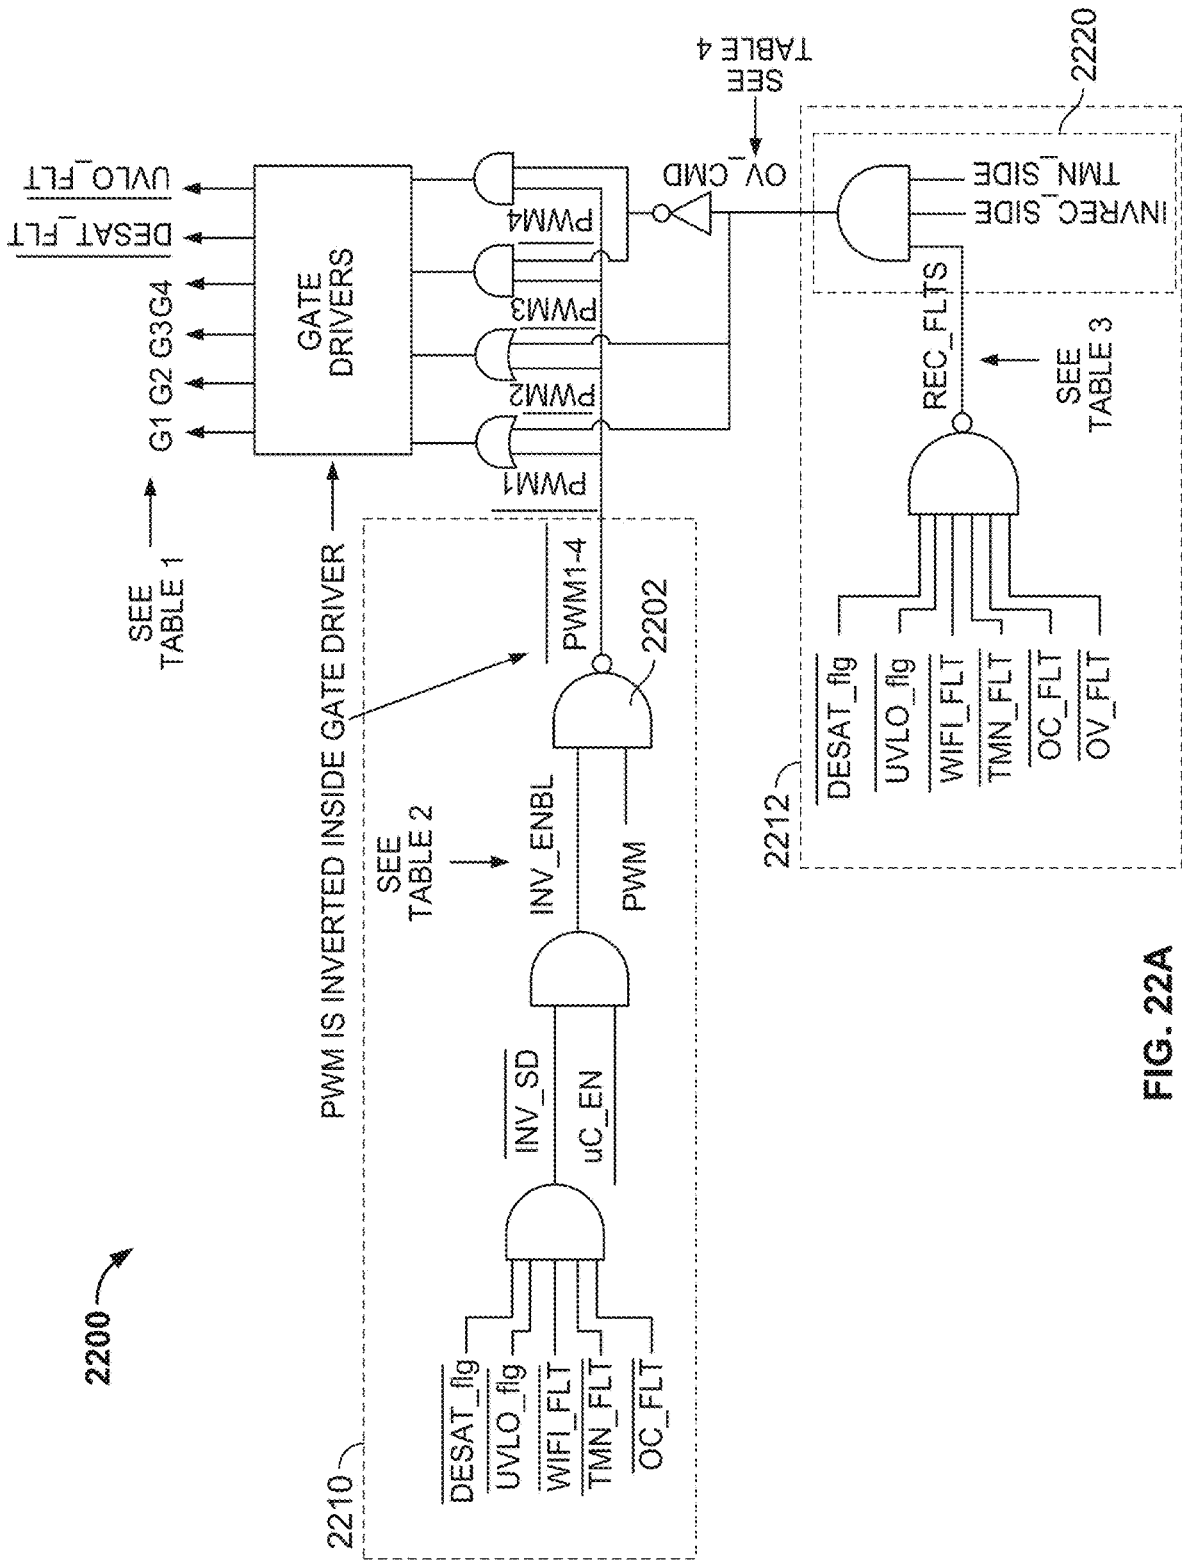 2200
2210
DESAT_flg
UVLO_flg
WIFI_FLT
TMN_FLT
OC_FLT
INV_SD
uC_EN
SEE
TABLE 2
INV_ENBL
PWM
2202
PWM1-4
PWM IS INVERTED INSIDE GATE DRIVER
SEE
TABLE 1
G1
G2
G3
G4
DESAT_FLT
UVLO_FLT
GATE
DRIVERS
PWM1
PWM2
PWM3
PWM4
OV_CMD
SEE
TABLE 4
2212
DESAT_flg
UVLO_flg
WIFI_FLT
TMN_FLT
OC_FLT
OV_FLT
REC_FLTS
SEE
TABLE 3
INVREC_SIDE
TMN_SIDE
2220
FIG. 22A